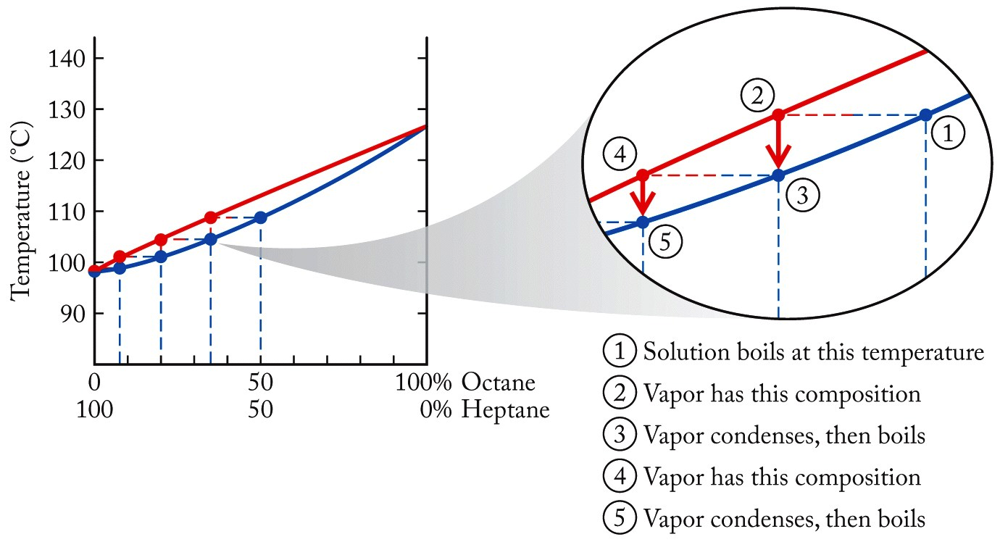 140
130
120
110
100
90
Temperature (°C)
0 50 100% Octane
100 50 0% Heptane
2
1
4
3
5
1 Solution boils at this temperature
2 Vapor has this composition
3 Vapor condenses, then boils
4 Vapor has this composition
5 Vapor condenses, then boils